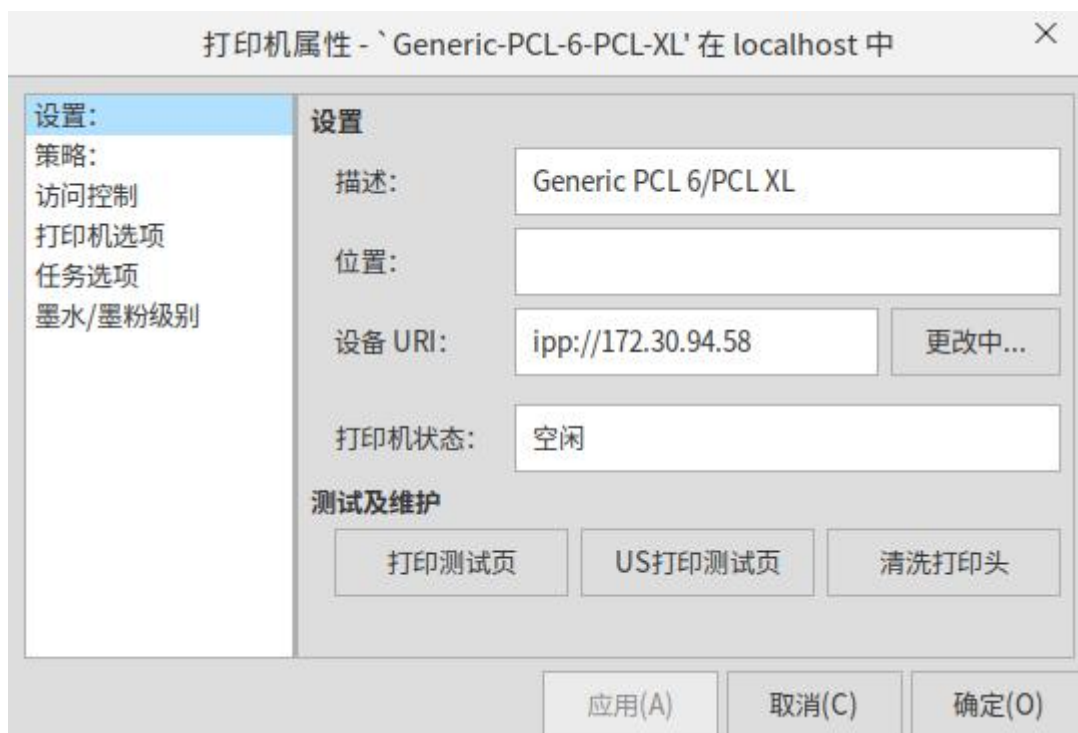 打印机属性 - `Generic-PCL-6-PCL-XL' 在 localhost 中
设置：
策略：
访问控制
打印机选项
任务选项
墨水/墨粉级别
设置
描述： Generic PCL 6/PCL XL
位置：
设备 URI： ipp://172.30.94.58 更改中...
打印机状态： 空闲
测试及维护
打印测试页 US打印测试页 清洗打印头
应用(A) 取消(C) 确定(O)